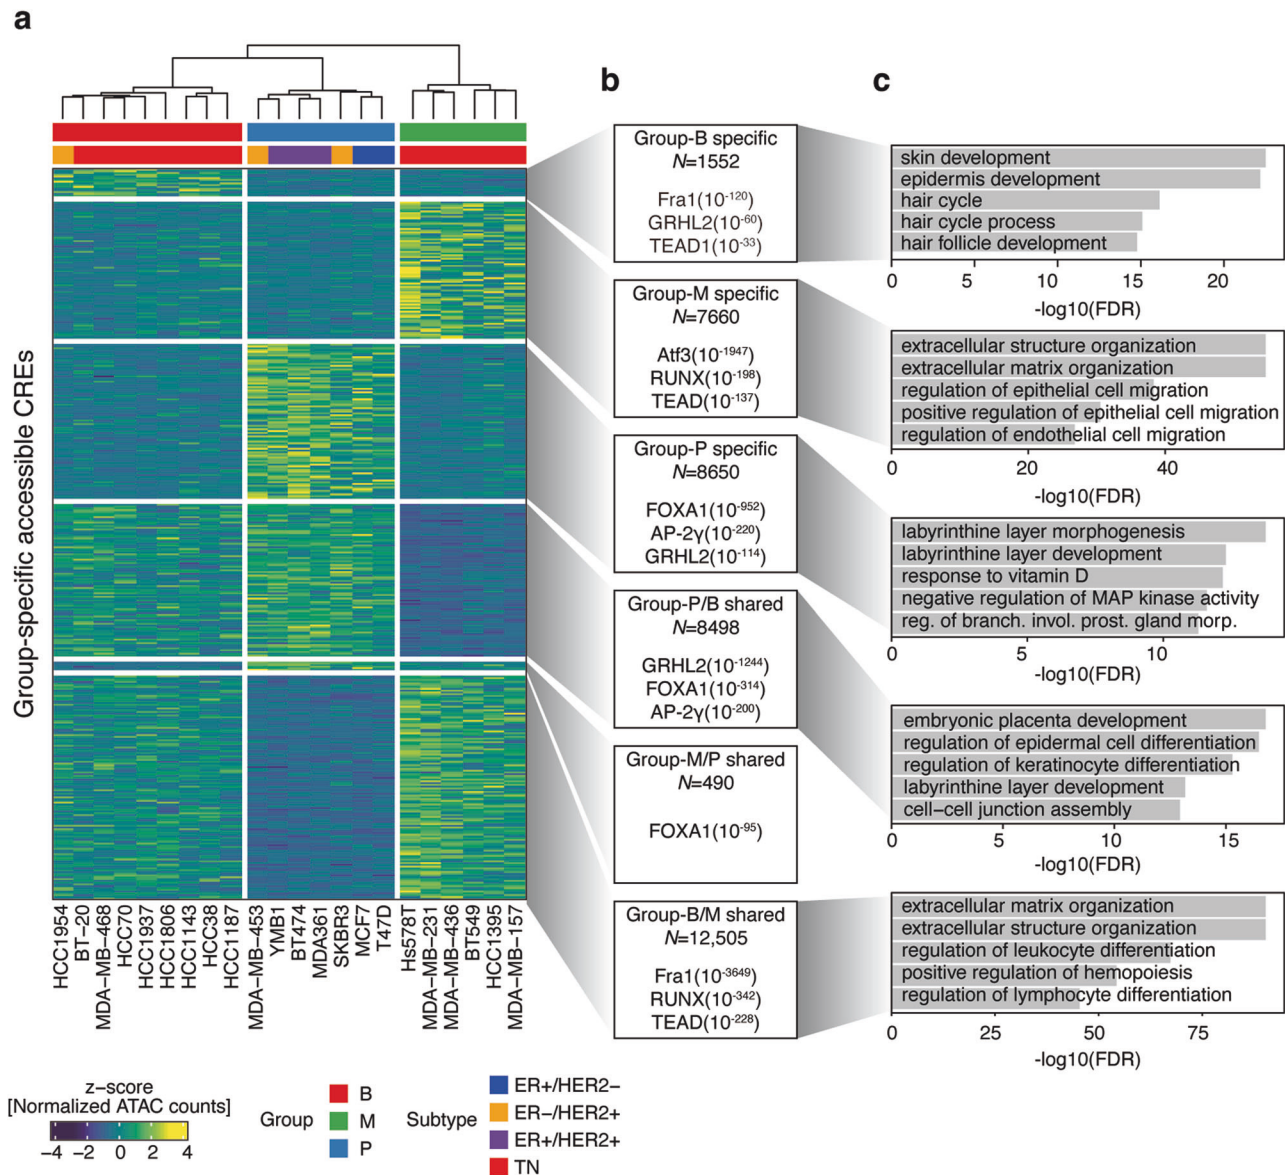 a
b
c
Group-specific accessible CREs
HCC1954
BT-20
MDA-MB-468
HCC70
HCC1937
HCC1806
HCC1143
HCC38
HCC1187
MDA-MB-453
YMB1
BT474
MDA361
SKBR3
MCF7
T47D
Hs578T
MDA-MB-231
MDA-MB-436
BT549
HCC1395
MDA-MB-157
z-score
[Normalized ATAC counts]
-4 -2 0 2 4
Group
B
M
P
Subtype
ER+/HER2-
ER-/HER2+
ER+/HER2+
TN
Group-B specific
N=1552
Fra1(10⁻¹²⁰)
GRHL2(10⁻⁶⁰)
TEAD1(10⁻³³)
Group-M specific
N=7660
Atf3(10⁻¹⁹⁴⁷)
RUNX(10⁻¹⁹⁸)
TEAD(10⁻¹³⁷)
Group-P specific
N=8650
FOXA1(10⁻⁹⁵²)
AP-2γ(10⁻²²⁰)
GRHL2(10⁻¹¹⁴)
Group-P/B shared
N=8498
GRHL2(10⁻¹²⁴⁴)
FOXA1(10⁻³¹⁴)
AP-2γ(10⁻²⁰⁰)
Group-M/P shared
N=490
FOXA1(10⁻⁹⁵)
Group-B/M shared
N=12,505
Fra1(10⁻³⁶⁴⁹)
RUNX(10⁻³⁴²)
TEAD(10⁻²²⁸)
skin development
epidermis development
hair cycle
hair cycle process
hair follicle development
0 5 10 15 20
-log10(FDR)
extracellular structure organization
extracellular matrix organization
regulation of epithelial cell migration
positive regulation of epithelial cell migration
regulation of endothelial cell migration
0 20 40
-log10(FDR)
labyrinthine layer morphogenesis
labyrinthine layer development
response to vitamin D
negative regulation of MAP kinase activity
reg. of branch. invol. prost. gland morp.
0 5 10
-log10(FDR)
embryonic placenta development
regulation of epidermal cell differentiation
regulation of keratinocyte differentiation
labyrinthine layer development
cell-cell junction assembly
0 5 10 15
-log10(FDR)
extracellular matrix organization
extracellular structure organization
regulation of leukocyte differentiation
positive regulation of hemopoiesis
regulation of lymphocyte differentiation
0 25 50 75
-log10(FDR)